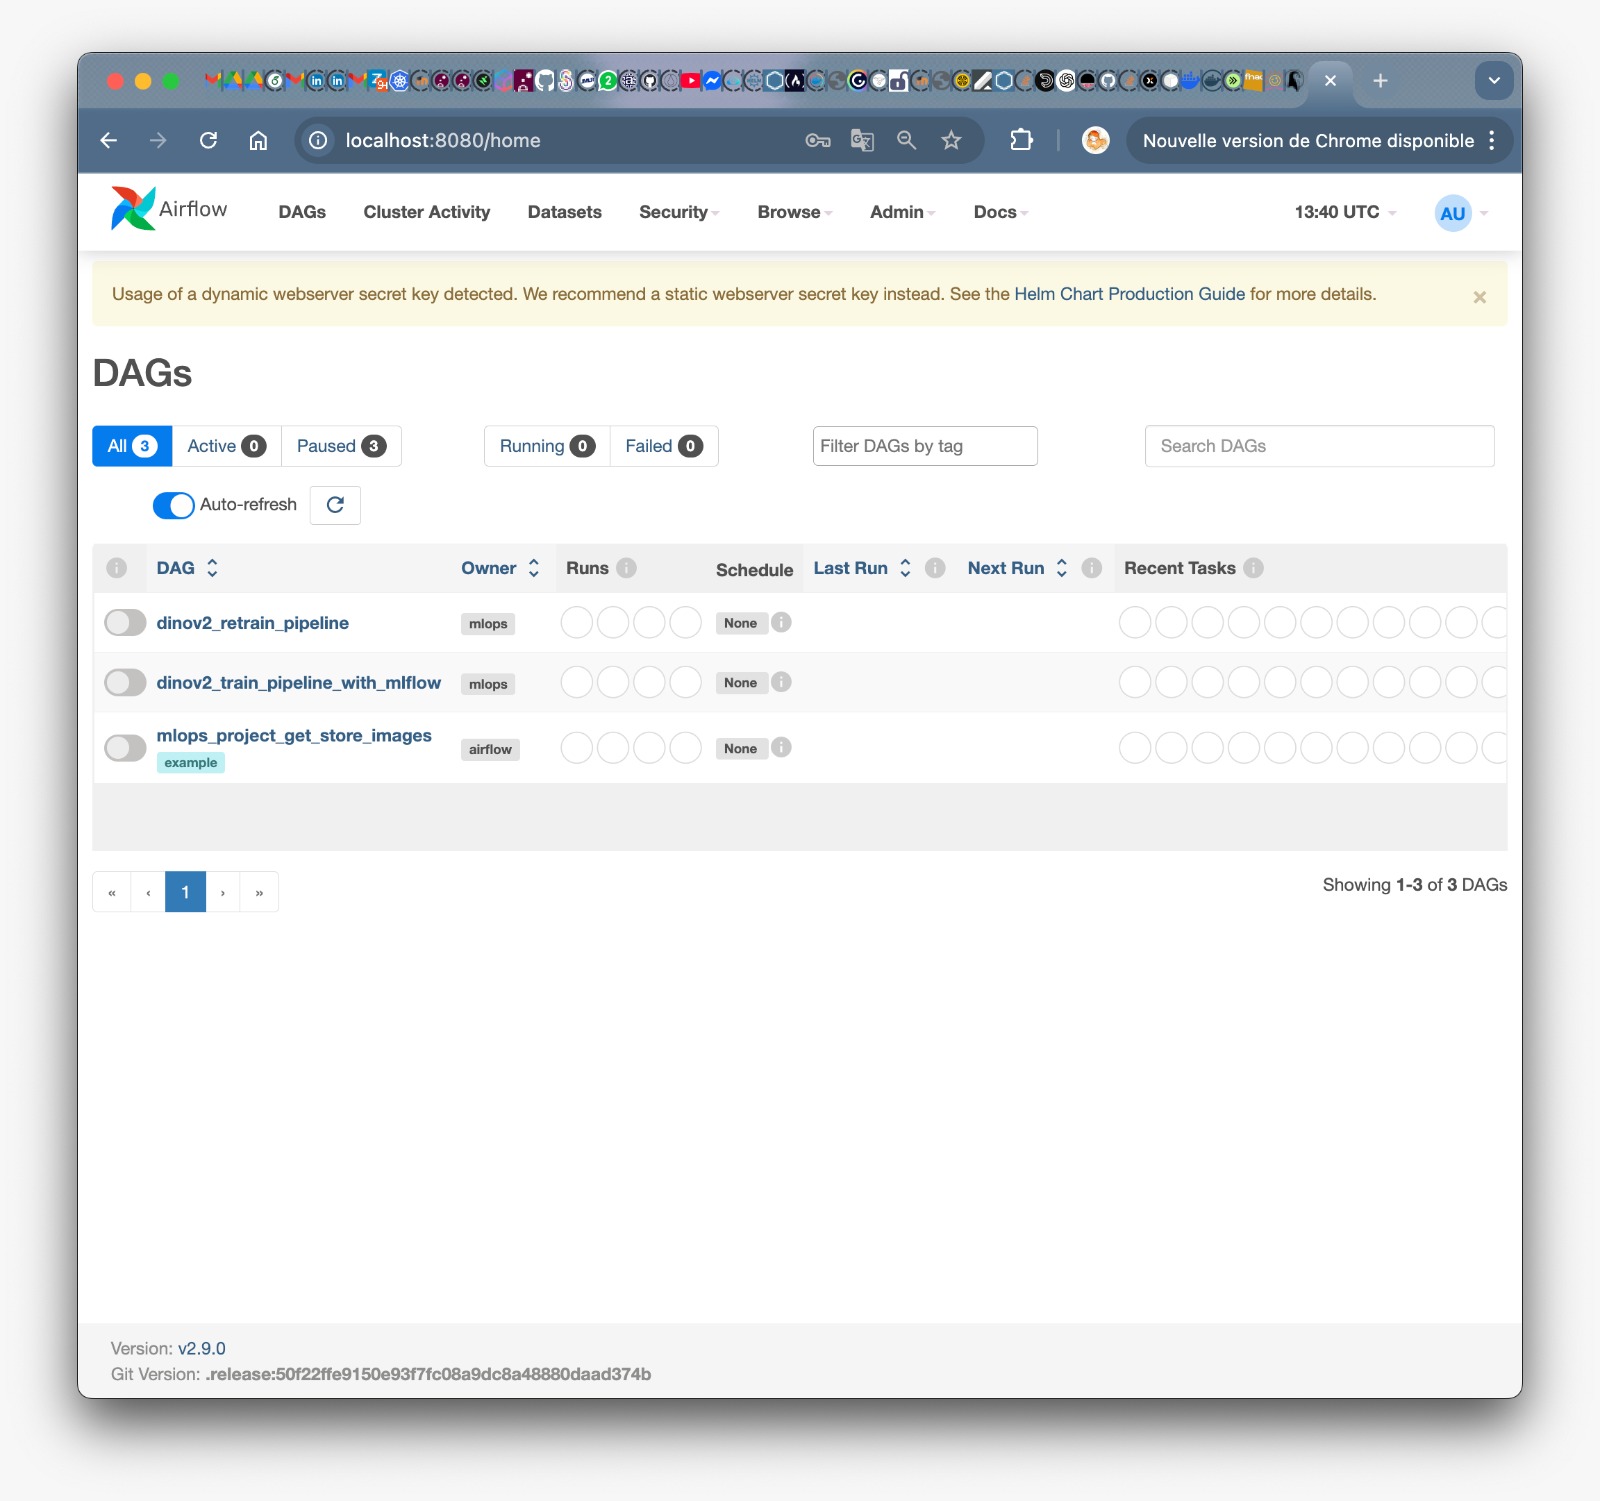 localhost:8080/home
Nouvelle version de Chrome disponible
Airflow DAGs Cluster Activity Datasets Security Browse Admin Docs 13:40 UTC AU
Usage of a dynamic webserver secret key detected. We recommend a static webserver secret key instead. See the Helm Chart Production Guide for more details. ×
DAGs
All 3 Active 0 Paused 3 Running 0 Failed 0 Filter DAGs by tag Search DAGs
Auto-refresh
DAG Owner Runs Schedule Last Run Next Run Recent Tasks
dinov2_retrain_pipeline mlops None
dinov2_train_pipeline_with_mlflow mlops None
mlops_project_get_store_images airflow None
example
« ‹ 1 › »
Showing 1-3 of 3 DAGs
Version: v2.9.0
Git Version: .release:50f22ffe9150e93f7fc08a9dc8a48880daad374b